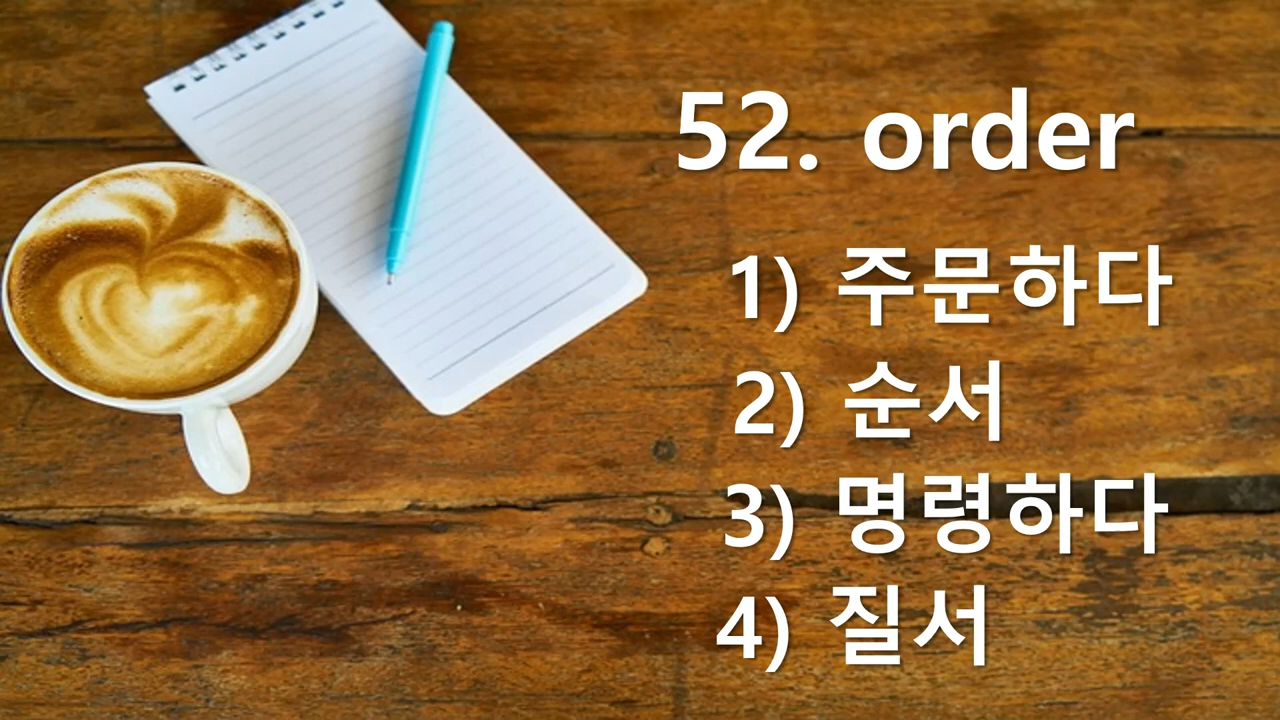 52. order
1) 주문하다
2) 순서
3) 명령하다
4) 질서